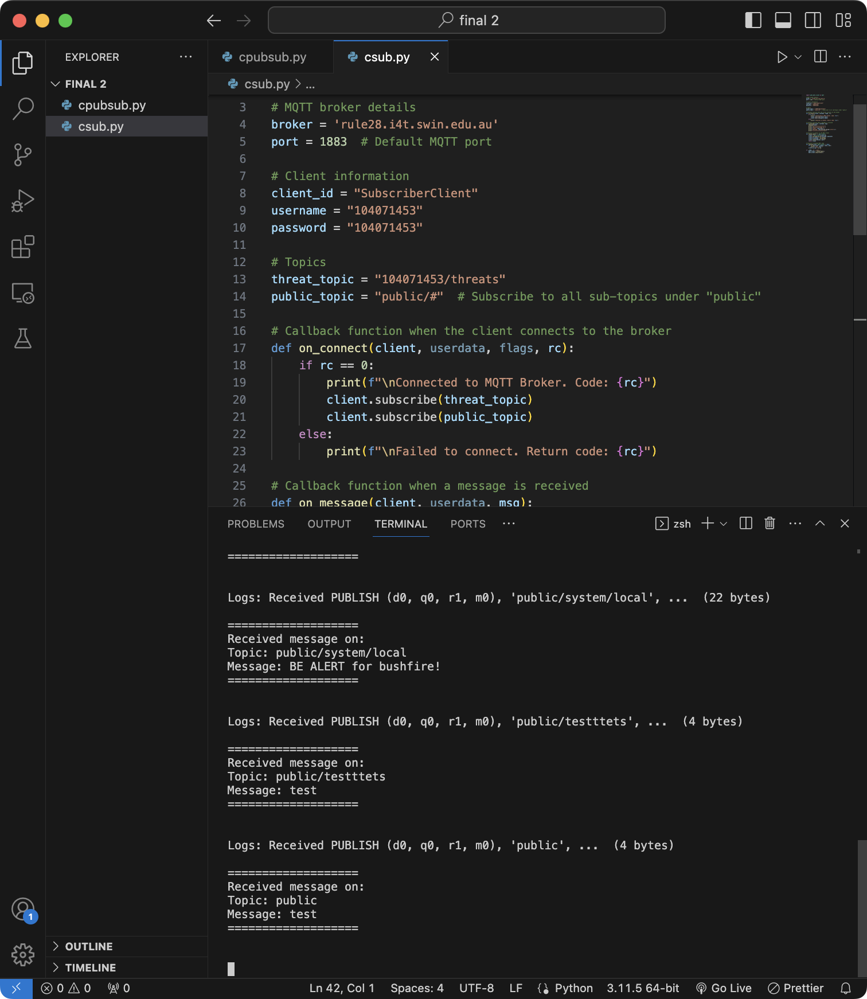 final 2
EXPLORER
FINAL 2
cpubsub.py
csub.py
cpubsub.py
csub.py
csub.py > ...
3 # MQTT broker details
4 broker = 'rule28.i4t.swin.edu.au'
5 port = 1883  # Default MQTT port
6
7 # Client information
8 client_id = "SubscriberClient"
9 username = "104071453"
10 password = "104071453"
11
12 # Topics
13 threat_topic = "104071453/threats"
14 public_topic = "public/#"  # Subscribe to all sub-topics under "public"
15
16 # Callback function when the client connects to the broker
17 def on_connect(client, userdata, flags, rc):
18     if rc == 0:
19         print(f"\nConnected to MQTT Broker. Code: {rc}")
20         client.subscribe(threat_topic)
21         client.subscribe(public_topic)
22     else:
23         print(f"\nFailed to connect. Return code: {rc}")
24
25 # Callback function when a message is received
26 def on_message(client, userdata, msg):
PROBLEMS OUTPUT TERMINAL PORTS ... zsh
===================
Logs: Received PUBLISH (d0, q0, r1, m0), 'public/system/local', ...  (22 bytes)
===================
Received message on:
Topic: public/system/local
Message: BE ALERT for bushfire!
===================
Logs: Received PUBLISH (d0, q0, r1, m0), 'public/testttets', ...  (4 bytes)
===================
Received message on:
Topic: public/testttets
Message: test
===================
Logs: Received PUBLISH (d0, q0, r1, m0), 'public', ...  (4 bytes)
===================
Received message on:
Topic: public
Message: test
===================
1
OUTLINE
TIMELINE
0 0 0 Ln 42, Col 1 Spaces: 4 UTF-8 LF Python 3.11.5 64-bit Go Live Prettier